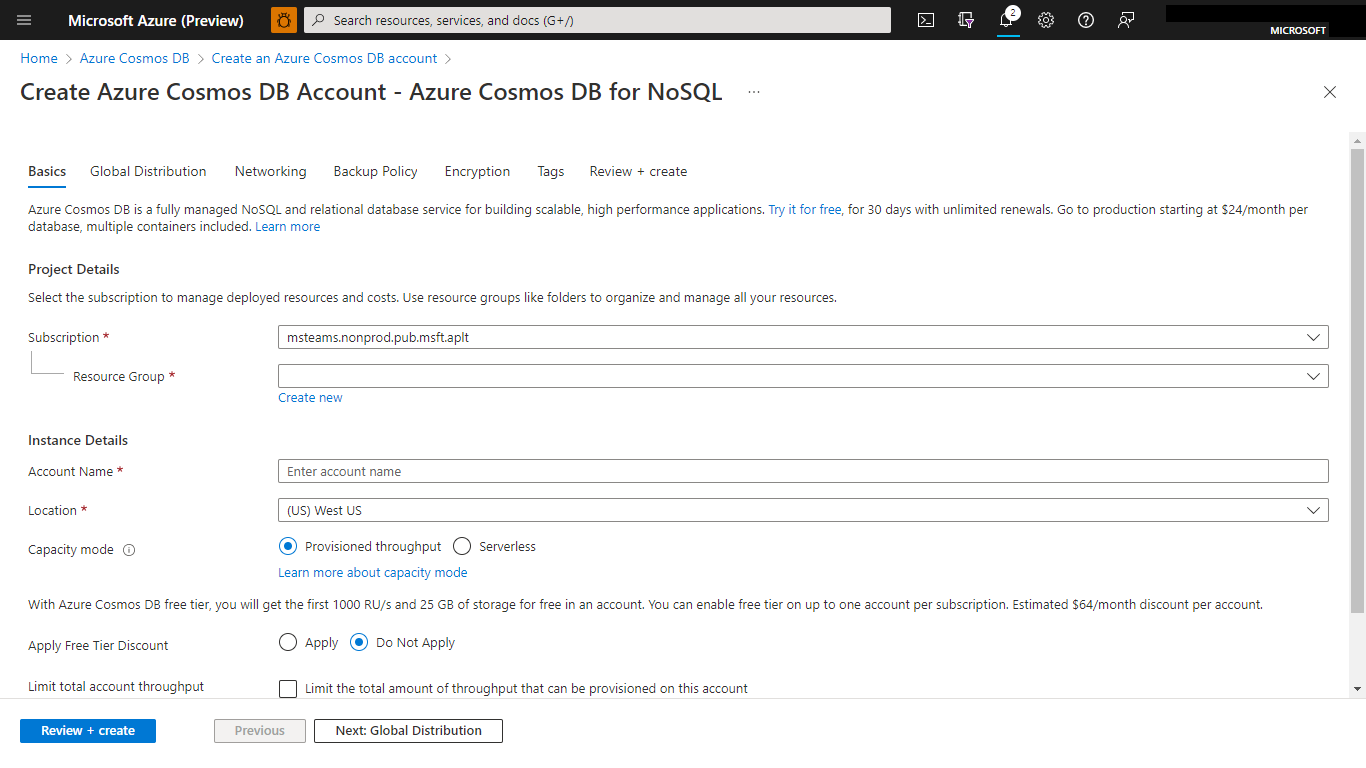 Microsoft Azure (Preview)
Search resources, services, and docs (G+/)
2
MICROSOFT
Home > Azure Cosmos DB > Create an Azure Cosmos DB account >
Create Azure Cosmos DB Account - Azure Cosmos DB for NoSQL ...
Basics Global Distribution Networking Backup Policy Encryption Tags Review + create
Azure Cosmos DB is a fully managed NoSQL and relational database service for building scalable, high performance applications. Try it for free, for 30 days with unlimited renewals. Go to production starting at $24/month per
database, multiple containers included. Learn more
Project Details
Select the subscription to manage deployed resources and costs. Use resource groups like folders to organize and manage all your resources.
Subscription * msteams.nonprod.pub.msft.aplt
Resource Group *
Create new
Instance Details
Account Name * Enter account name
Location * (US) West US
Capacity mode Provisioned throughput Serverless
Learn more about capacity mode
With Azure Cosmos DB free tier, you will get the first 1000 RU/s and 25 GB of storage for free in an account. You can enable free tier on up to one account per subscription. Estimated $64/month discount per account.
Apply Free Tier Discount Apply Do Not Apply
Limit total account throughput Limit the total amount of throughput that can be provisioned on this account
Review + create Previous Next: Global Distribution